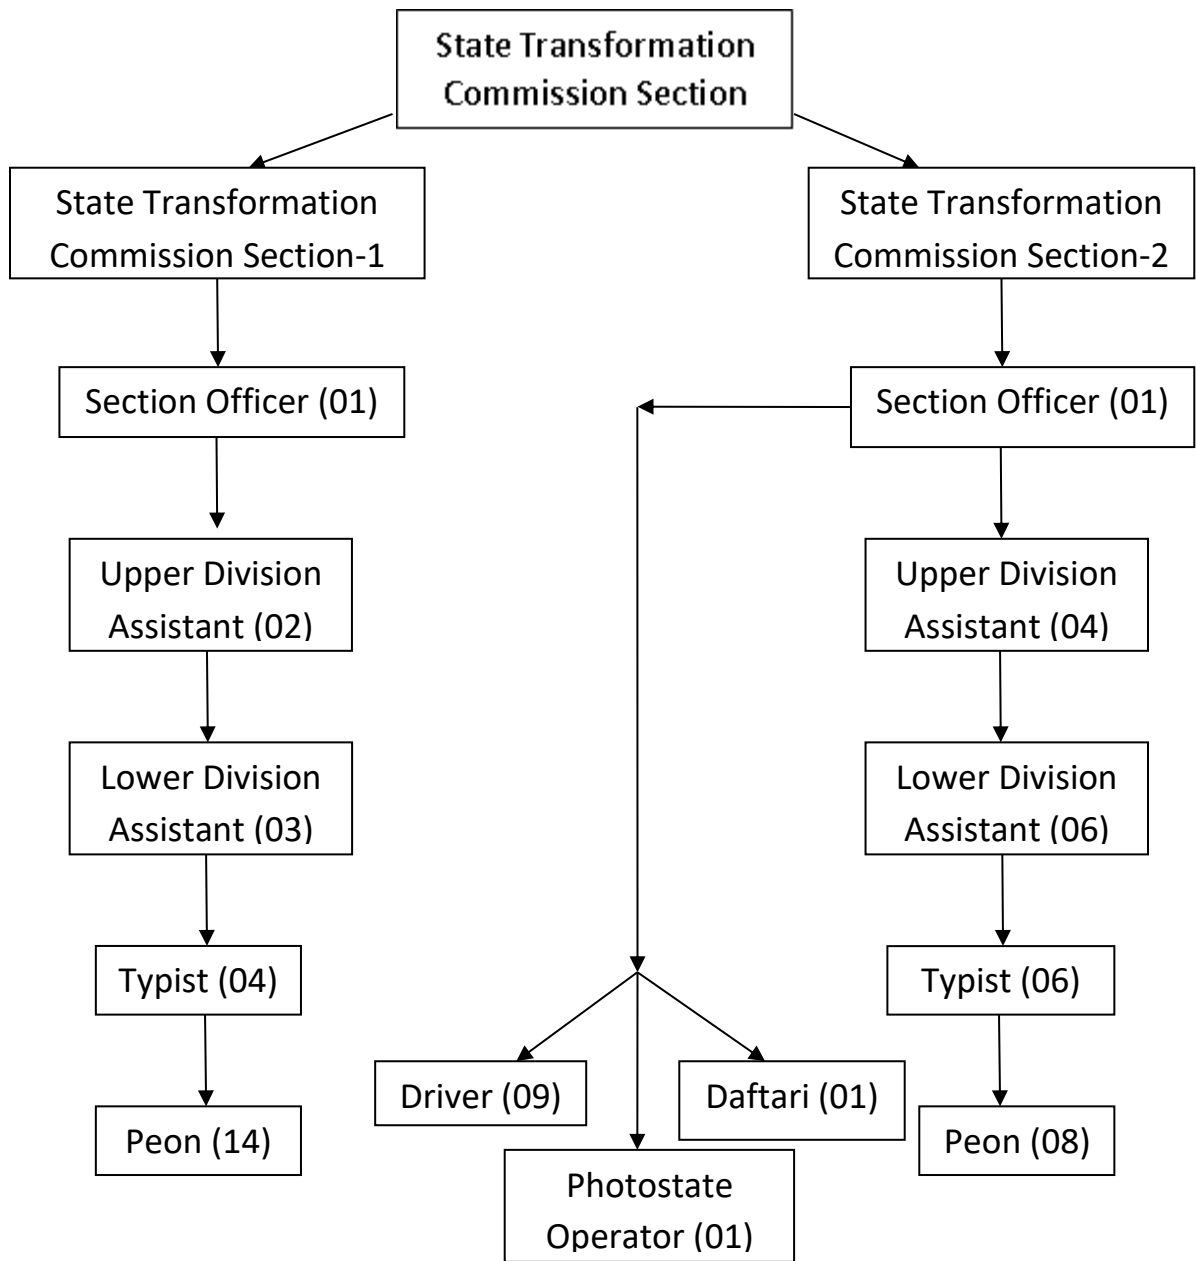 State Transformation
Commission Section
State Transformation
Commission Section-1
State Transformation
Commission Section-2
Section Officer (01)
Section Officer (01)
Upper Division
Assistant (02)
Upper Division
Assistant (04)
Lower Division
Assistant (03)
Lower Division
Assistant (06)
Typist (04)
Typist (06)
Driver (09)
Daftari (01)
Peon (14)
Peon (08)
Photostate
Operator (01)